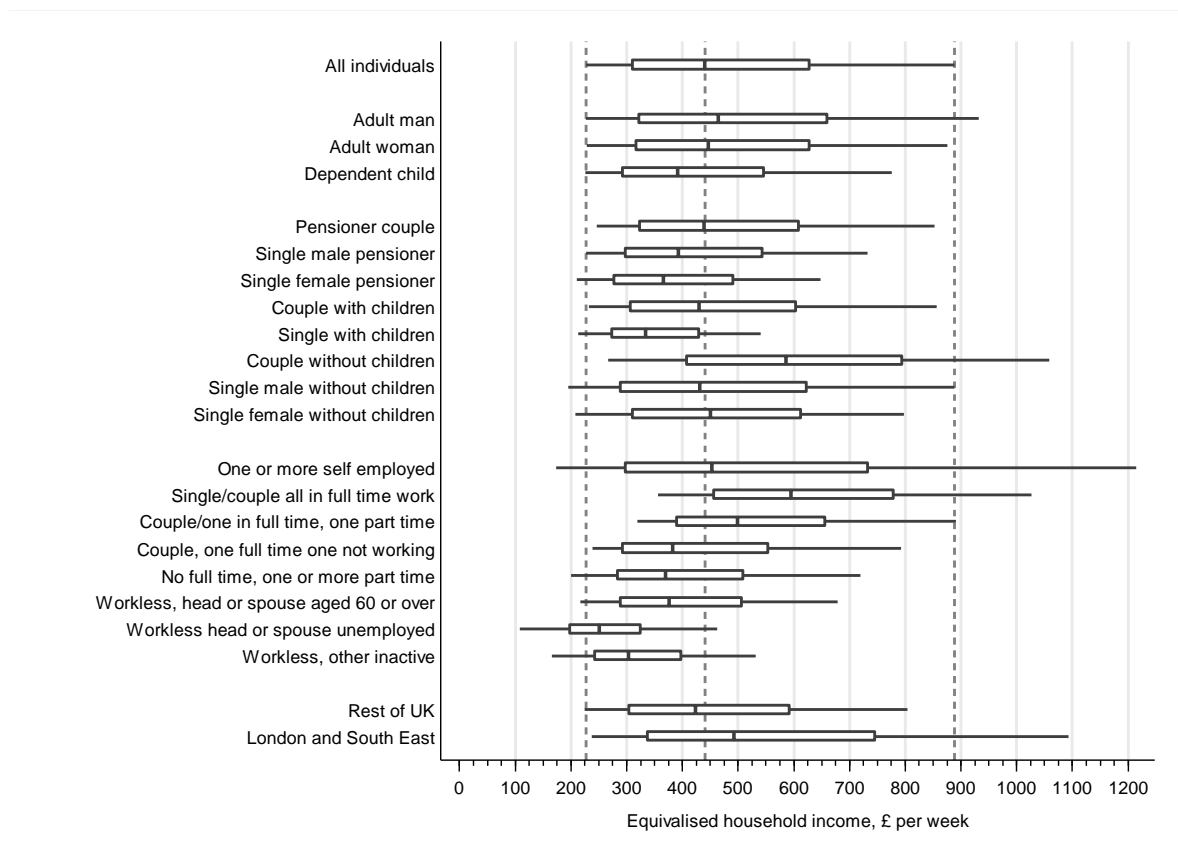 All individuals
Adult man
Adult woman
Dependent child
Pensioner couple
Single male pensioner
Single female pensioner
Couple with children
Single with children
Couple without children
Single male without children
Single female without children
One or more self employed
Single/couple all in full time work
Couple/one in full time, one part time
Couple, one full time one not working
No full time, one or more part time
Workless, head or spouse aged 60 or over
Workless head or spouse unemployed
Workless, other inactive
Rest of UK
London and South East
0 100 200 300 400 500 600 700 800 900 1000 1100 1200
Equivalised household income, £ per week